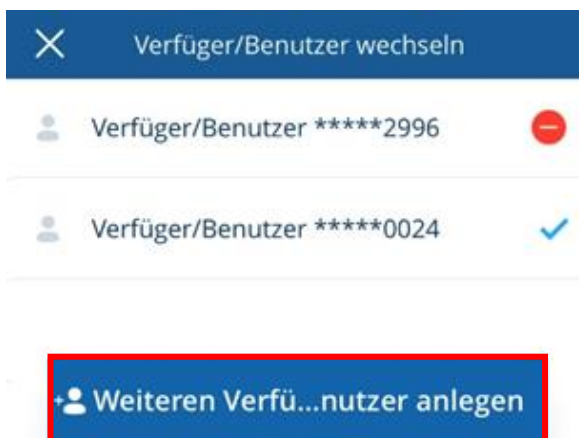 Verfüger/Benutzer wechseln
Verfüger/Benutzer *****2996
Verfüger/Benutzer *****0024
Weiteren Verfü...nutzer anlegen